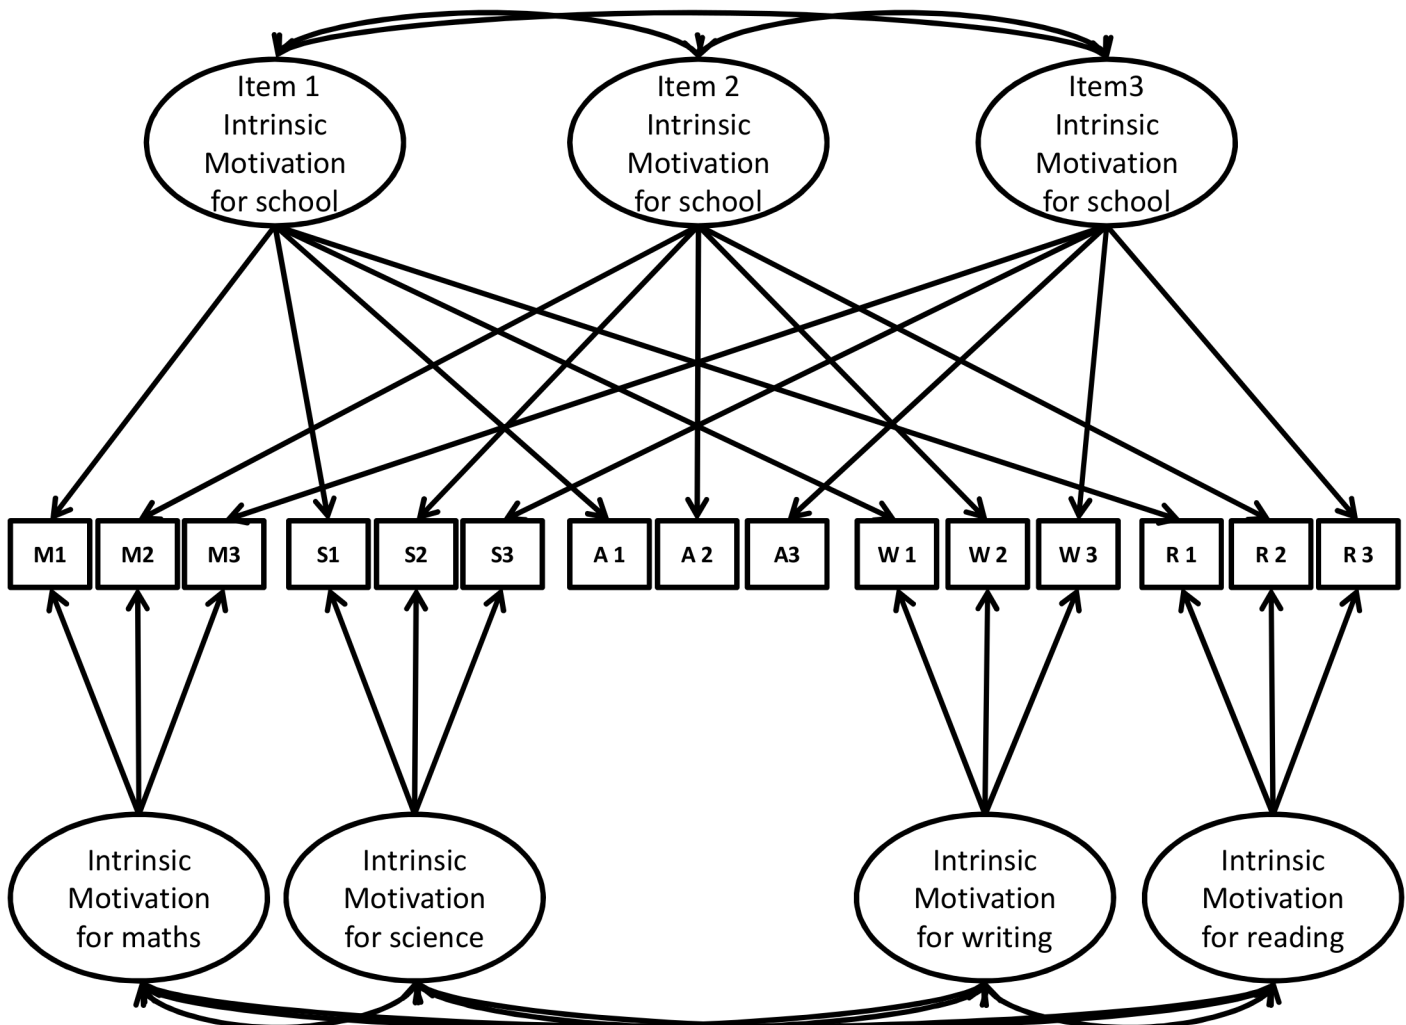 Item 1
Intrinsic
Motivation
for school
Item 2
Intrinsic
Motivation
for school
Item3
Intrinsic
Motivation
for school
M1 M2 M3 S1 S2 S3 A 1 A 2 A3 W 1 W 2 W 3 R 1 R 2 R 3
Intrinsic
Motivation
for maths
Intrinsic
Motivation
for science
Intrinsic
Motivation
for writing
Intrinsic
Motivation
for reading